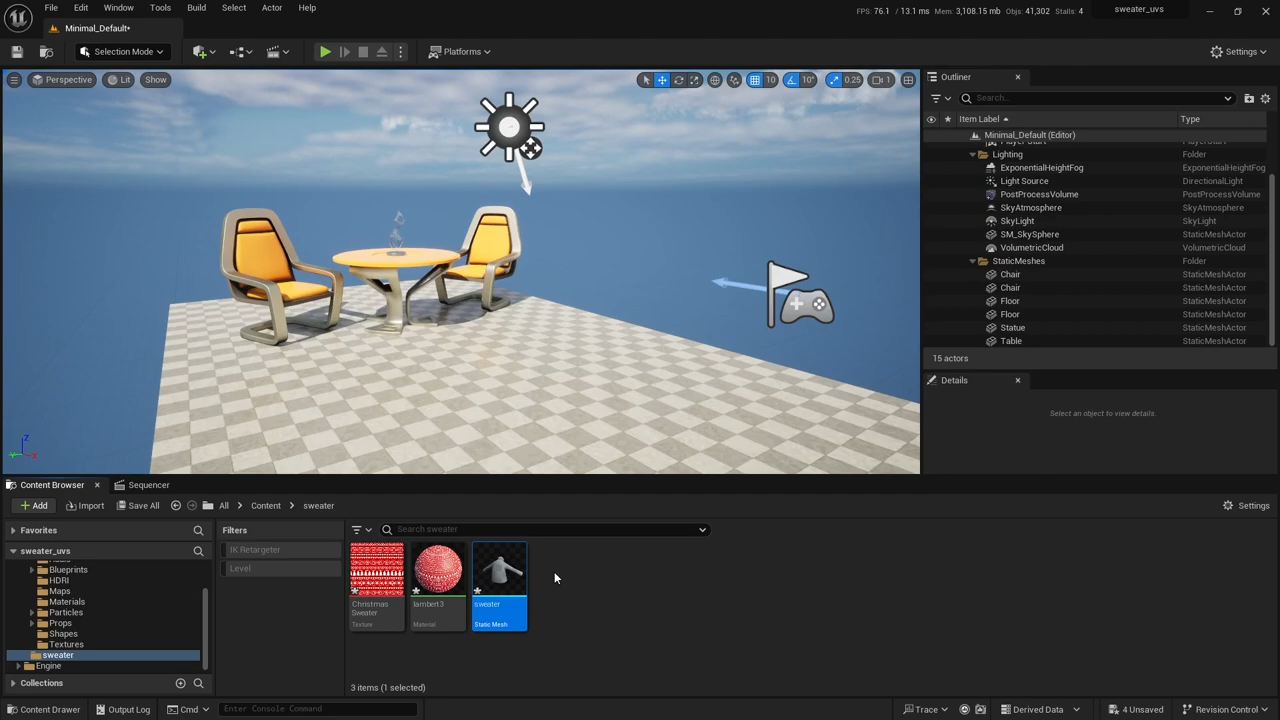 File Edit Window Tools Build Select Actor Help
FPS: 76.1 / 13.1 ms Mem: 3,108.15 mb Objs: 41,302 Stalls: 4
sweater_uvs
Minimal_Default*
Selection Mode
Platforms
Settings
Perspective Lit Show
10 10° 0.25 1
Outliner
Search...
Item Label Type
Minimal_Default (Editor)
Lighting Folder
ExponentialHeightFog ExponentialHeightFog
Light Source DirectionalLight
PostProcessVolume PostProcessVolume
SkyAtmosphere SkyAtmosphere
SkyLight SkyLight
SM_SkySphere StaticMeshActor
VolumetricCloud VolumetricCloud
StaticMeshes Folder
Chair StaticMeshActor
Chair StaticMeshActor
Floor StaticMeshActor
Floor StaticMeshActor
Statue StaticMeshActor
Table StaticMeshActor
15 actors
Details
Select an object to view details.
Z
X
Content Browser Sequencer
Add Import Save All All Content sweater Settings
Favorites
sweater_uvs
Blueprints
HDRI
Maps
Materials
Particles
Props
Shapes
Textures
sweater
Engine
Collections
Filters
IK Retargeter
Level
Search sweater
Christmas
Sweater
Texture
lambert3
Material
sweater
Static Mesh
3 items (1 selected)
Content Drawer Output Log Cmd Enter Console Command Trace Derived Data 4 Unsaved Revision Control